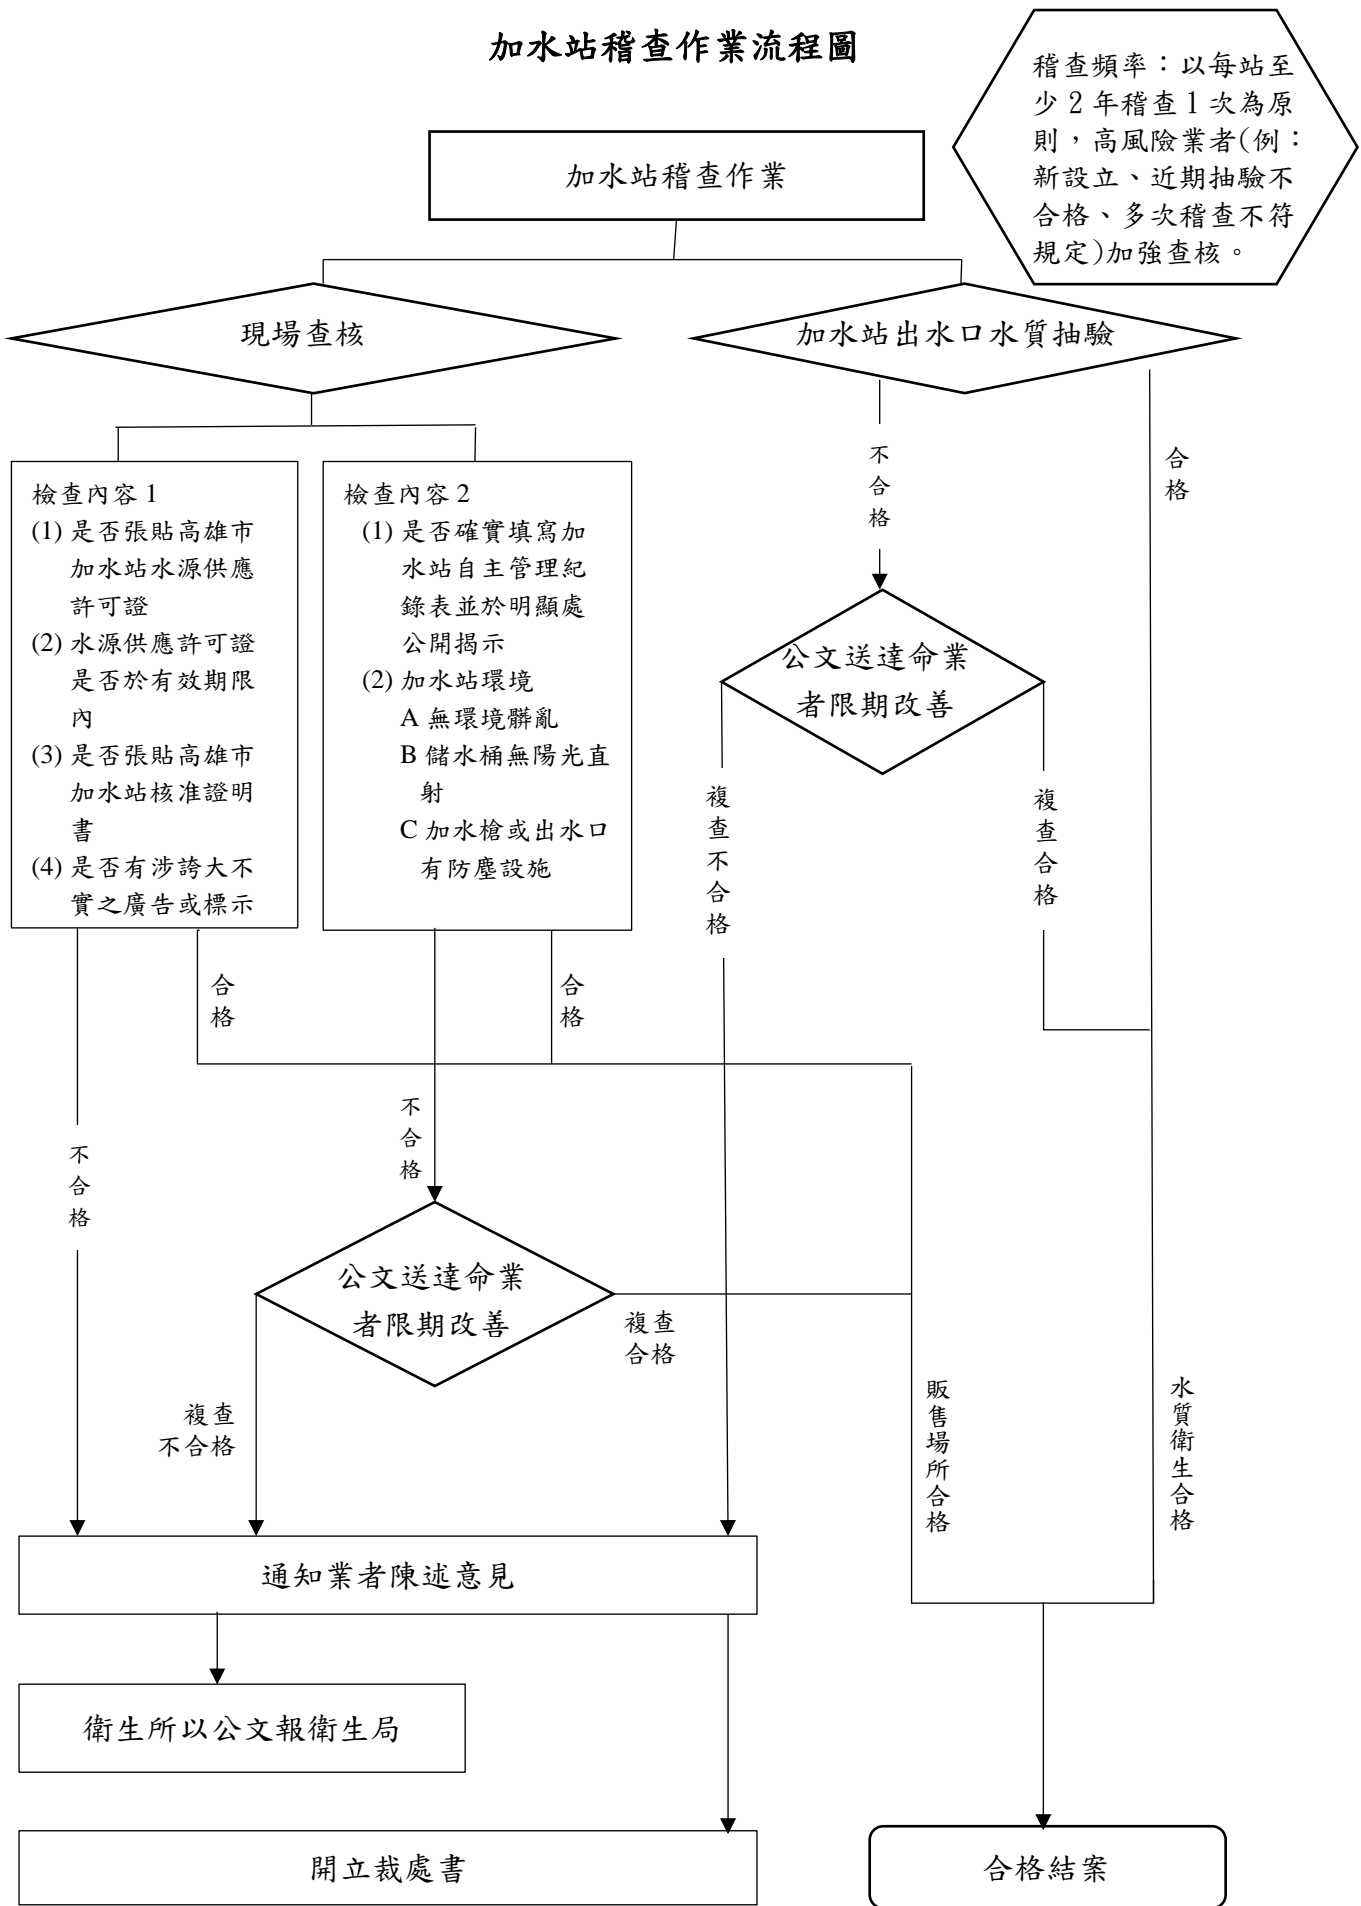 加水站稽查作業流程圖
稽查頻率：以每站至
少 2 年稽查 1 次為原
則，高風險業者(例：
新設立、近期抽驗不
合格、多次稽查不符
規定)加強查核。
加水站稽查作業
現場查核
加水站出水口水質抽驗
不合格
合格
檢查內容 1
(1) 是否張貼高雄市
加水站水源供應
許可證
(2) 水源供應許可證
是否於有效期限
內
(3) 是否張貼高雄市
加水站核准證明
書
(4) 是否有涉誇大不
實之廣告或標示
檢查內容 2
(1) 是否確實填寫加
水站自主管理紀
錄表並於明顯處
公開揭示
(2) 加水站環境
A 無環境髒亂
B 儲水桶無陽光直
射
C 加水槍或出水口
有防塵設施
公文送達命業
者限期改善
複查不合格
複查合格
合格
合格
不合格
不合格
公文送達命業
者限期改善
複查
合格
複查
不合格
販售場所合格
水質衛生合格
通知業者陳述意見
衛生所以公文報衛生局
開立裁處書
合格結案